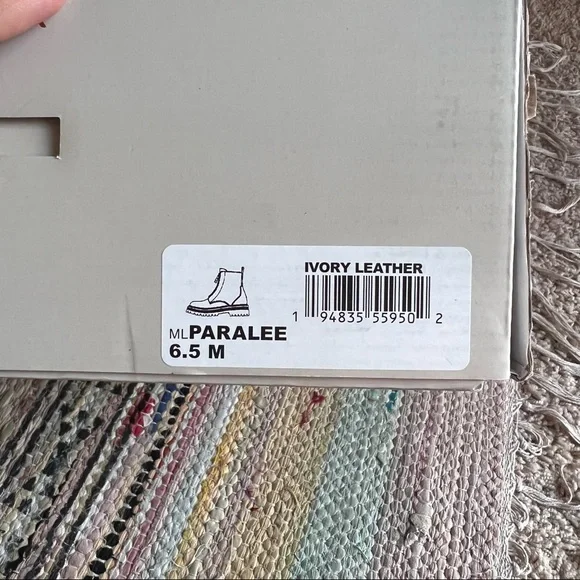 IVORY LEATHER
1 94835 55950 2
MLPARALEE
6.5 M